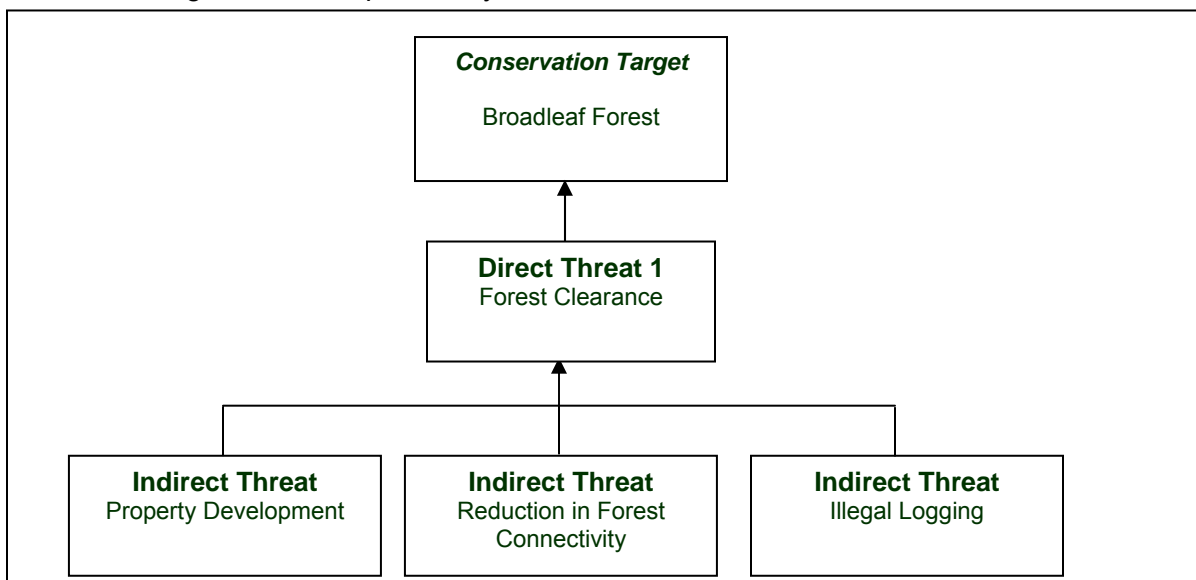 Conservation Target
Broadleaf Forest
Direct Threat 1
Forest Clearance
Indirect Threat
Property Development
Indirect Threat
Reduction in Forest
Connectivity
Indirect Threat
Illegal Logging